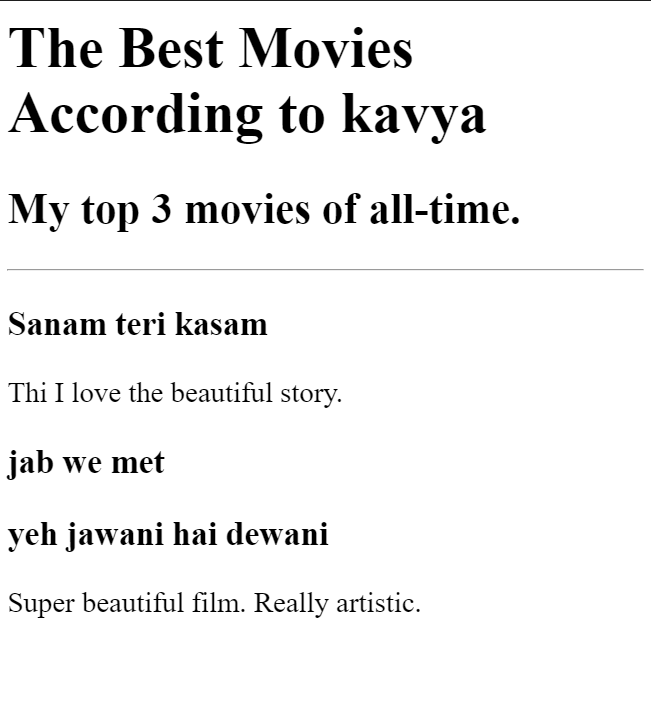 The Best Movies
According to kavya
My top 3 movies of all-time.
Sanam teri kasam
Thi I love the beautiful story.
jab we met
yeh jawani hai dewani
Super beautiful film. Really artistic.